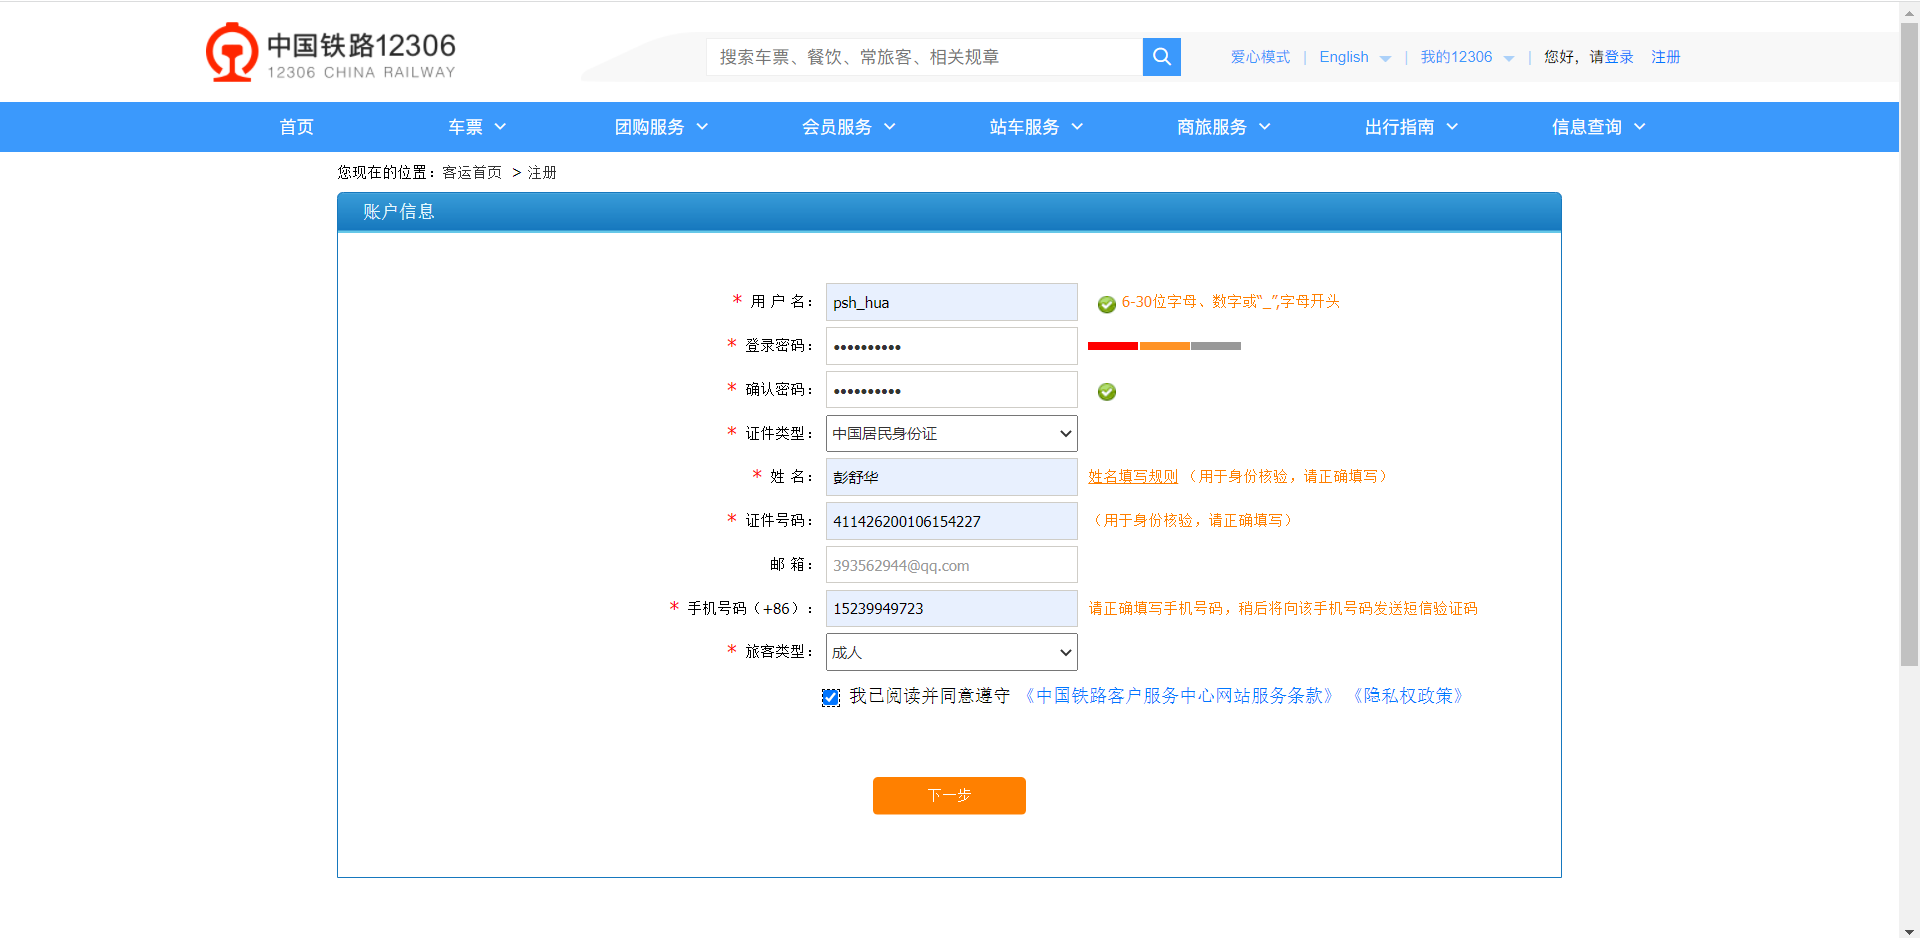 中国铁路12306
12306 CHINA RAILWAY
搜索车票、餐饮、常旅客、相关规章
爱心模式 | English | 我的12306 | 您好，请登录 注册
首页 车票 团购服务 会员服务 站车服务 商旅服务 出行指南 信息查询
您现在的位置：客运首页 > 注册
账户信息
* 用 户 名： psh_hua 6-30位字母、数字或“_”,字母开头
* 登录密码： ••••••••••
* 确认密码： ••••••••••
* 证件类型： 中国居民身份证
* 姓 名： 彭舒华 姓名填写规则（用于身份核验，请正确填写）
* 证件号码： 411426200106154227 （用于身份核验，请正确填写）
邮 箱： 393562944@qq.com
* 手机号码（+86）： 15239949723 请正确填写手机号码，稍后将向该手机号码发送短信验证码
* 旅客类型： 成人
我已阅读并同意遵守 《中国铁路客户服务中心网站服务条款》 《隐私权政策》
下一步